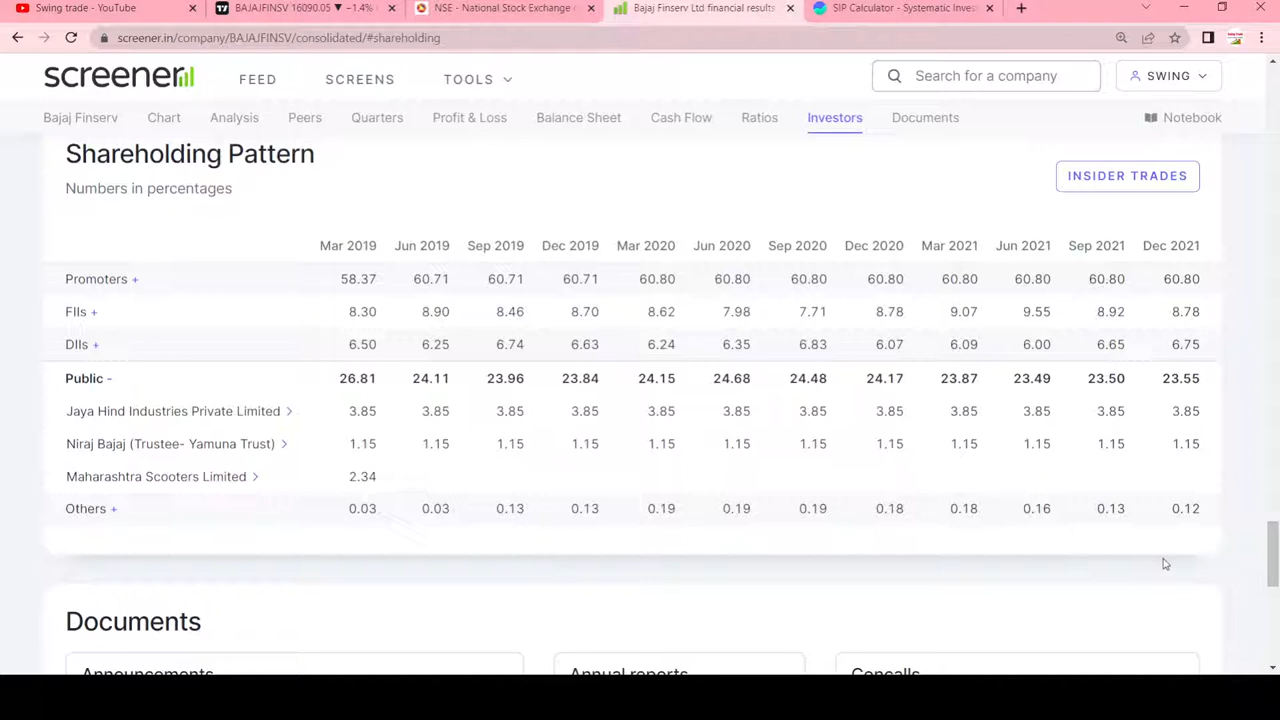 Swing trade - YouTube
BAJAJFINSV 16090.05 ▼ −1.4%
NSE - National Stock Exchange
Bajaj Finserv Ltd financial results
SIP Calculator - Systematic Inves
screener.in/company/BAJAJFINSV/consolidated/#shareholding
screener FEED SCREENS TOOLS Search for a company SWING
Bajaj Finserv Chart Analysis Peers Quarters Profit & Loss Balance Sheet Cash Flow Ratios Investors Documents Notebook
Shareholding Pattern
Numbers in percentages
INSIDER TRADES
Mar 2019 Jun 2019 Sep 2019 Dec 2019 Mar 2020 Jun 2020 Sep 2020 Dec 2020 Mar 2021 Jun 2021 Sep 2021 Dec 2021
Promoters + 58.37 60.71 60.71 60.71 60.80 60.80 60.80 60.80 60.80 60.80 60.80 60.80
FIIs + 8.30 8.90 8.46 8.70 8.62 7.98 7.71 8.78 9.07 9.55 8.92 8.78
DIIs + 6.50 6.25 6.74 6.63 6.24 6.35 6.83 6.07 6.09 6.00 6.65 6.75
Public - 26.81 24.11 23.96 23.84 24.15 24.68 24.48 24.17 23.87 23.49 23.50 23.55
Jaya Hind Industries Private Limited 3.85 3.85 3.85 3.85 3.85 3.85 3.85 3.85 3.85 3.85 3.85 3.85
Niraj Bajaj (Trustee- Yamuna Trust) 1.15 1.15 1.15 1.15 1.15 1.15 1.15 1.15 1.15 1.15 1.15 1.15
Maharashtra Scooters Limited 2.34
Others + 0.03 0.03 0.13 0.13 0.19 0.19 0.19 0.18 0.18 0.16 0.13 0.12
Documents
Announcements Annual reports Concalls